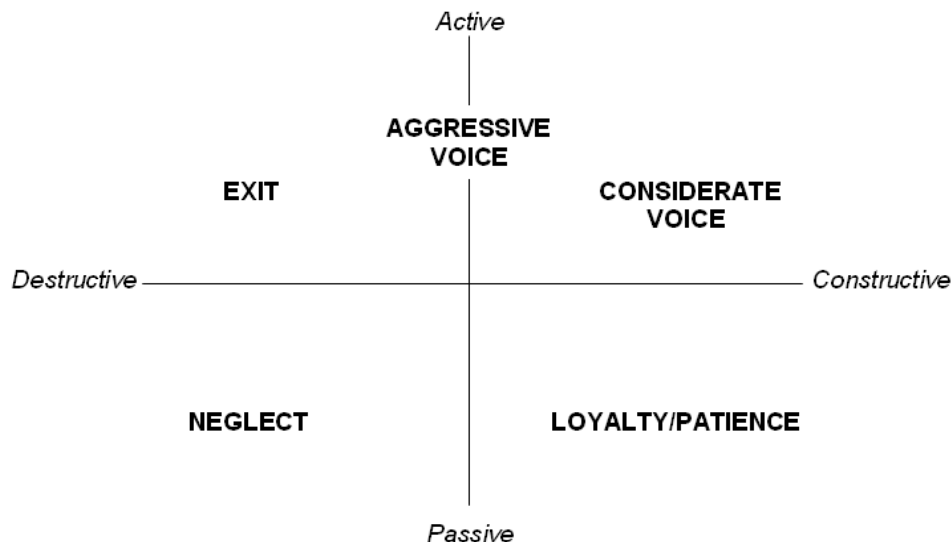 Active
AGGRESSIVE
VOICE
EXIT
CONSIDERATE
VOICE
Destructive
Constructive
NEGLECT
LOYALTY/PATIENCE
Passive